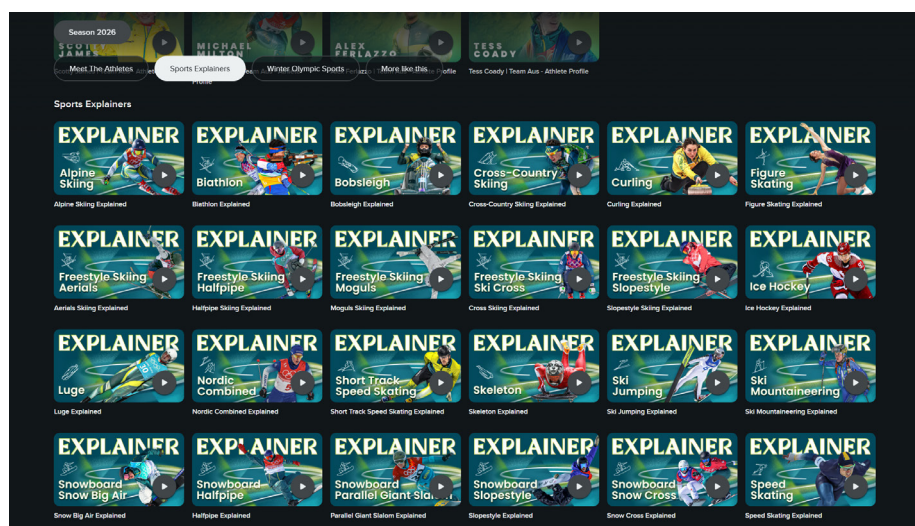 Season 2026
SCOTTY
JAMES
MICHAEL
MILTON
ALEX
FERLAZZO
TESS
COADY
Meet The Athletes
Sports Explainers
Winter Olympic Sports
More like this
Profile
Tess Coady | Team Aus - Athlete Profile
Sports Explainers
EXPLAINER
Alpine
Skiing
EXPLAINER
Biathlon
EXPLAINER
Bobsleigh
EXPLAINER
Cross-Country
Skiing
EXPLAINER
Curling
EXPLAINER
Figure
Skating
Alpine Skiing Explained
Biathlon Explained
Bobsleigh Explained
Cross-Country Skiing Explained
Curling Explained
Figure Skating Explained
EXPLAINER
Freestyle Skiing
Aerials
EXPLAINER
Freestyle Skiing
Halfpipe
EXPLAINER
Freestyle Skiing
Moguls
EXPLAINER
Freestyle Skiing
Ski Cross
EXPLAINER
Freestyle Skiing
Slopestyle
EXPLAINER
Ice Hockey
Aerials Skiing Explained
Halfpipe Skiing Explained
Moguls Skiing Explained
Cross Skiing Explained
Slopestyle Skiing Explained
Ice Hockey Explained
EXPLAINER
Luge
EXPLAINER
Nordic
Combined
EXPLAINER
Short Track
Speed Skating
EXPLAINER
Skeleton
EXPLAINER
Ski
Jumping
EXPLAINER
Ski
Mountaineering
Luge Explained
Nordic Combined Explained
Short Track Speed Skating Explained
Skeleton Explained
Ski Jumping Explained
Ski Mountaineering Explained
EXPLAINER
Snowboard
Snow Big Air
EXPLAINER
Snowboard
Halfpipe
EXPLAINER
Snowboard
Parallel Giant Slalom
EXPLAINER
Snowboard
Slopestyle
EXPLAINER
Snowboard
Snow Cross
EXPLAINER
Speed
Skating
Snow Big Air Explained
Halfpipe Explained
Parallel Giant Slalom Explained
Slopestyle Explained
Snow Cross Explained
Speed Skating Explained